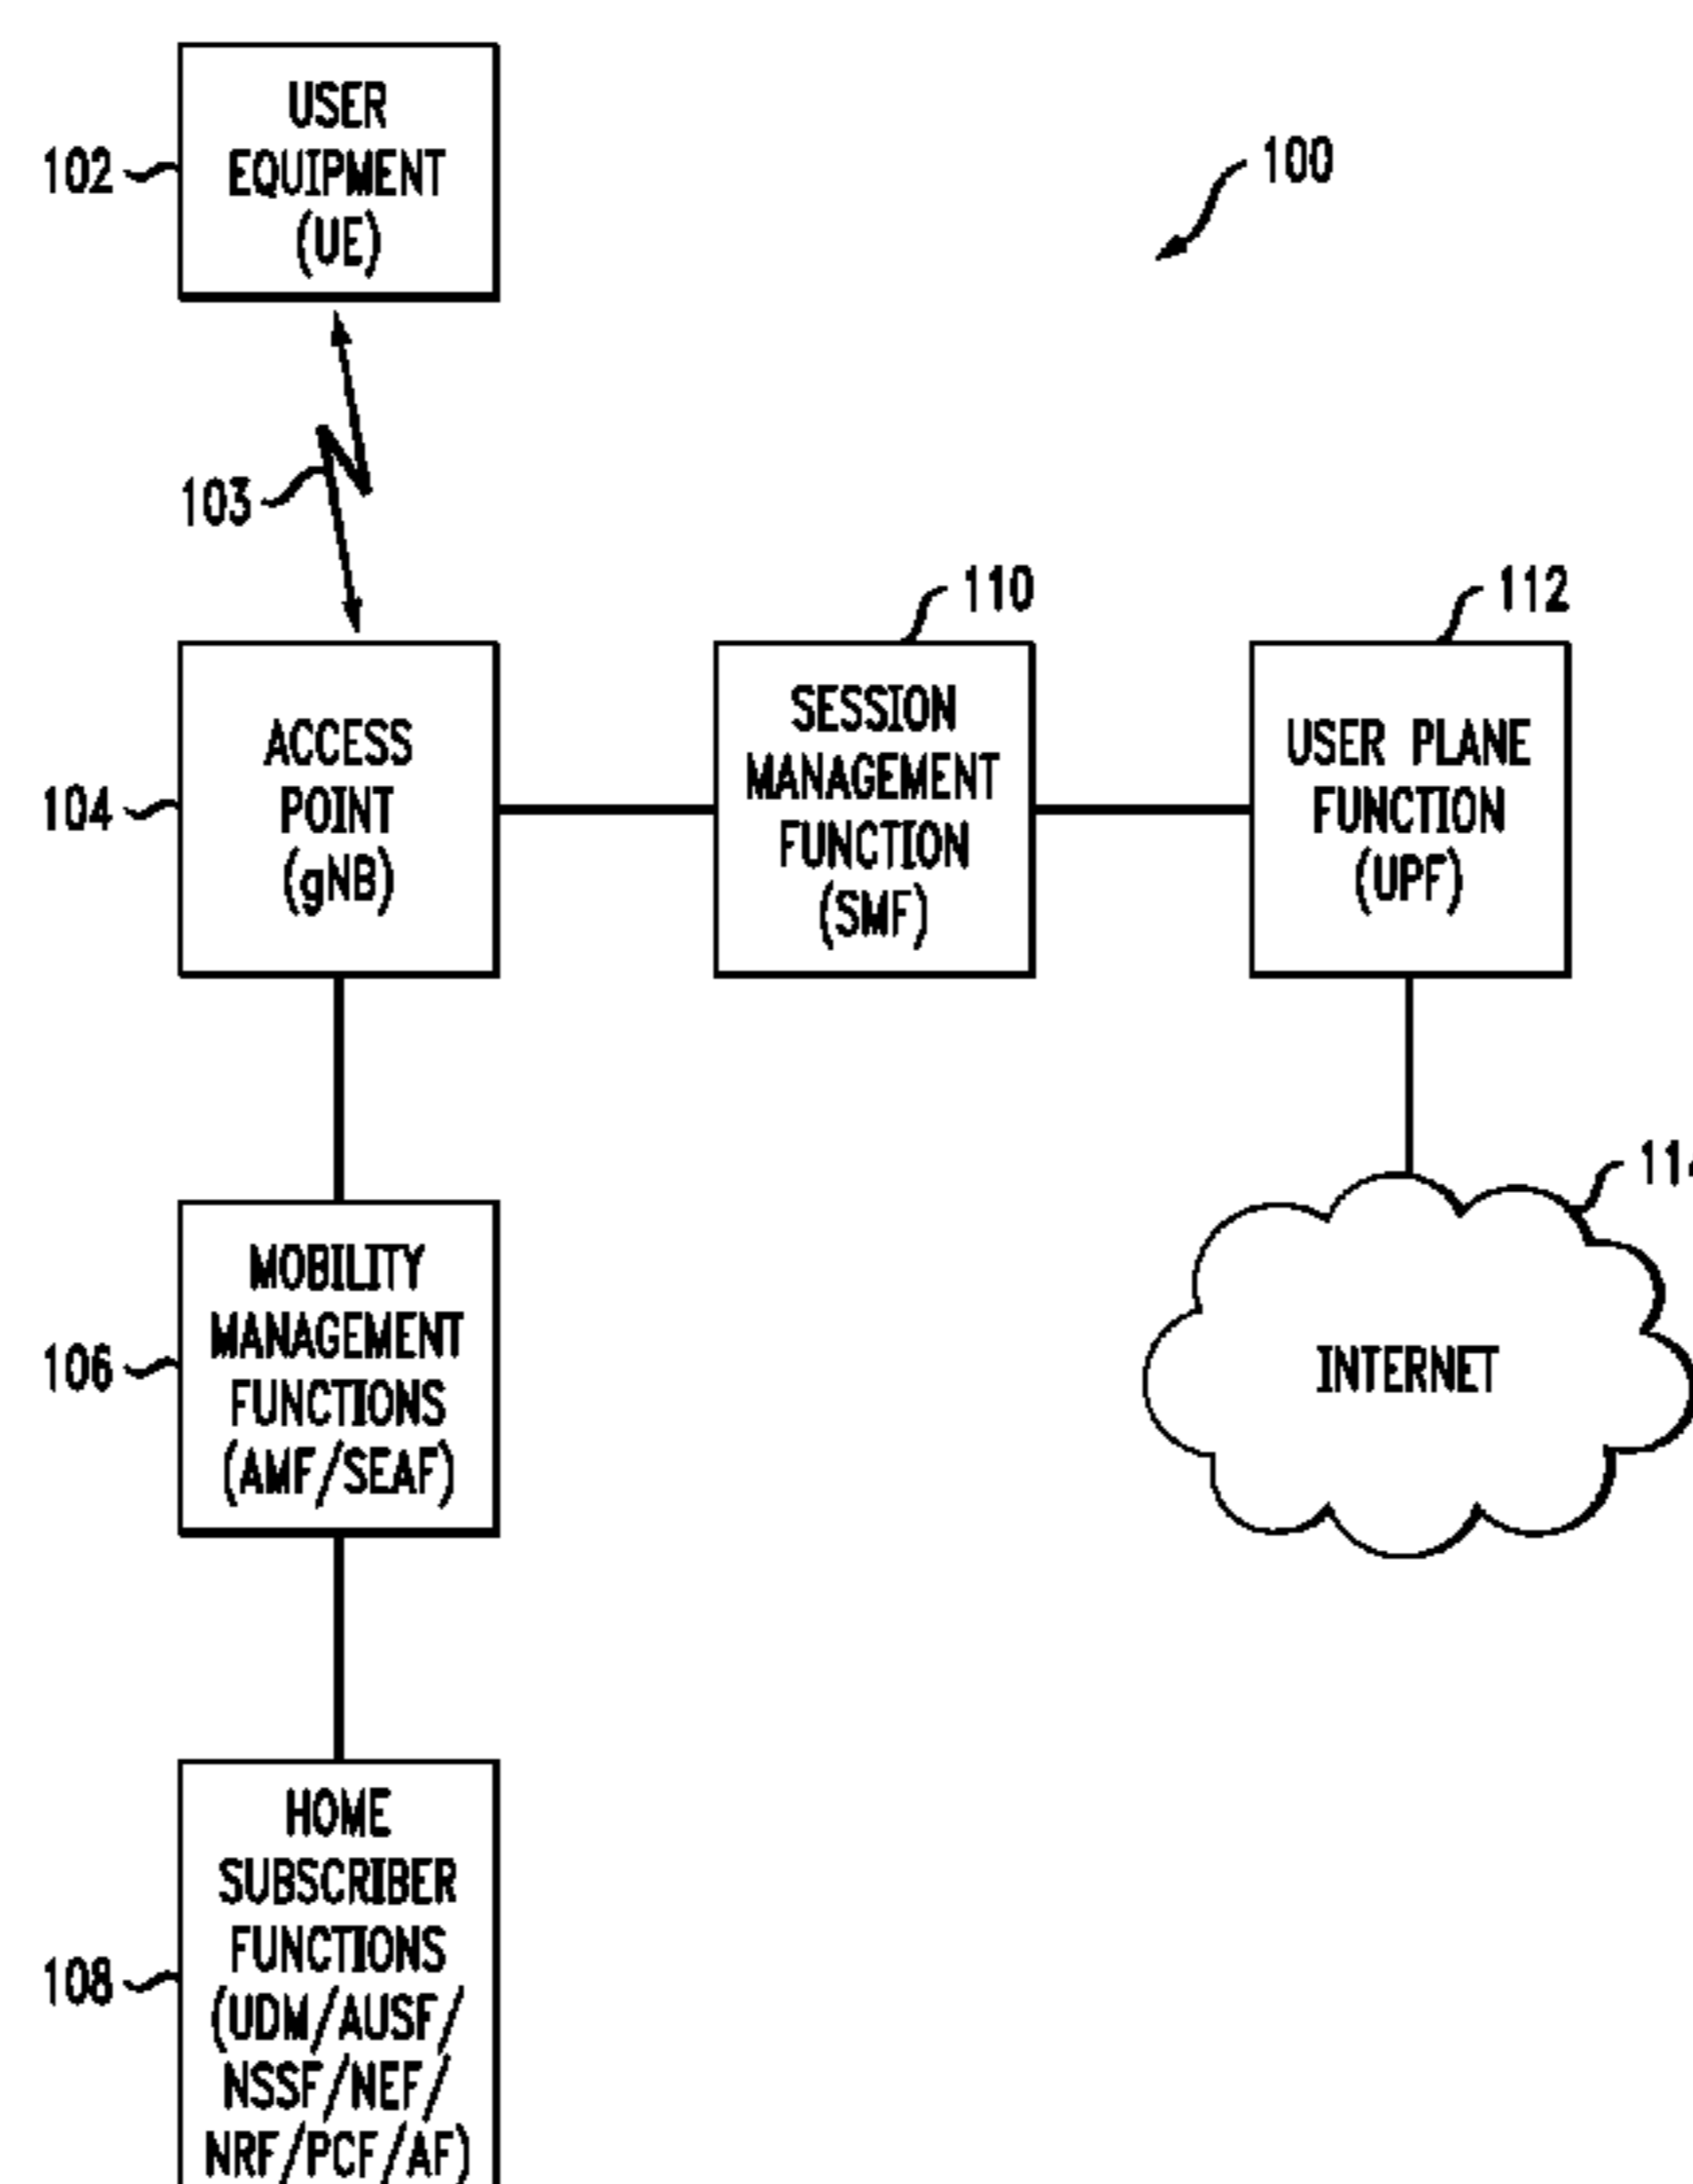 USER
EQUIPMENT
(UE)
102
100
103
110
112
ACCESS
POINT
(gNB)
104
SESSION
MANAGEMENT
FUNCTION
(SMF)
USER PLANE
FUNCTION
(UPF)
MOBILITY
MANAGEMENT
FUNCTIONS
(AMF/SEAF)
106
INTERNET
HOME
SUBSCRIBER
FUNCTIONS
(UDM/AUSF/
NSSF/NEF/
NRF/PCF/AF)
108